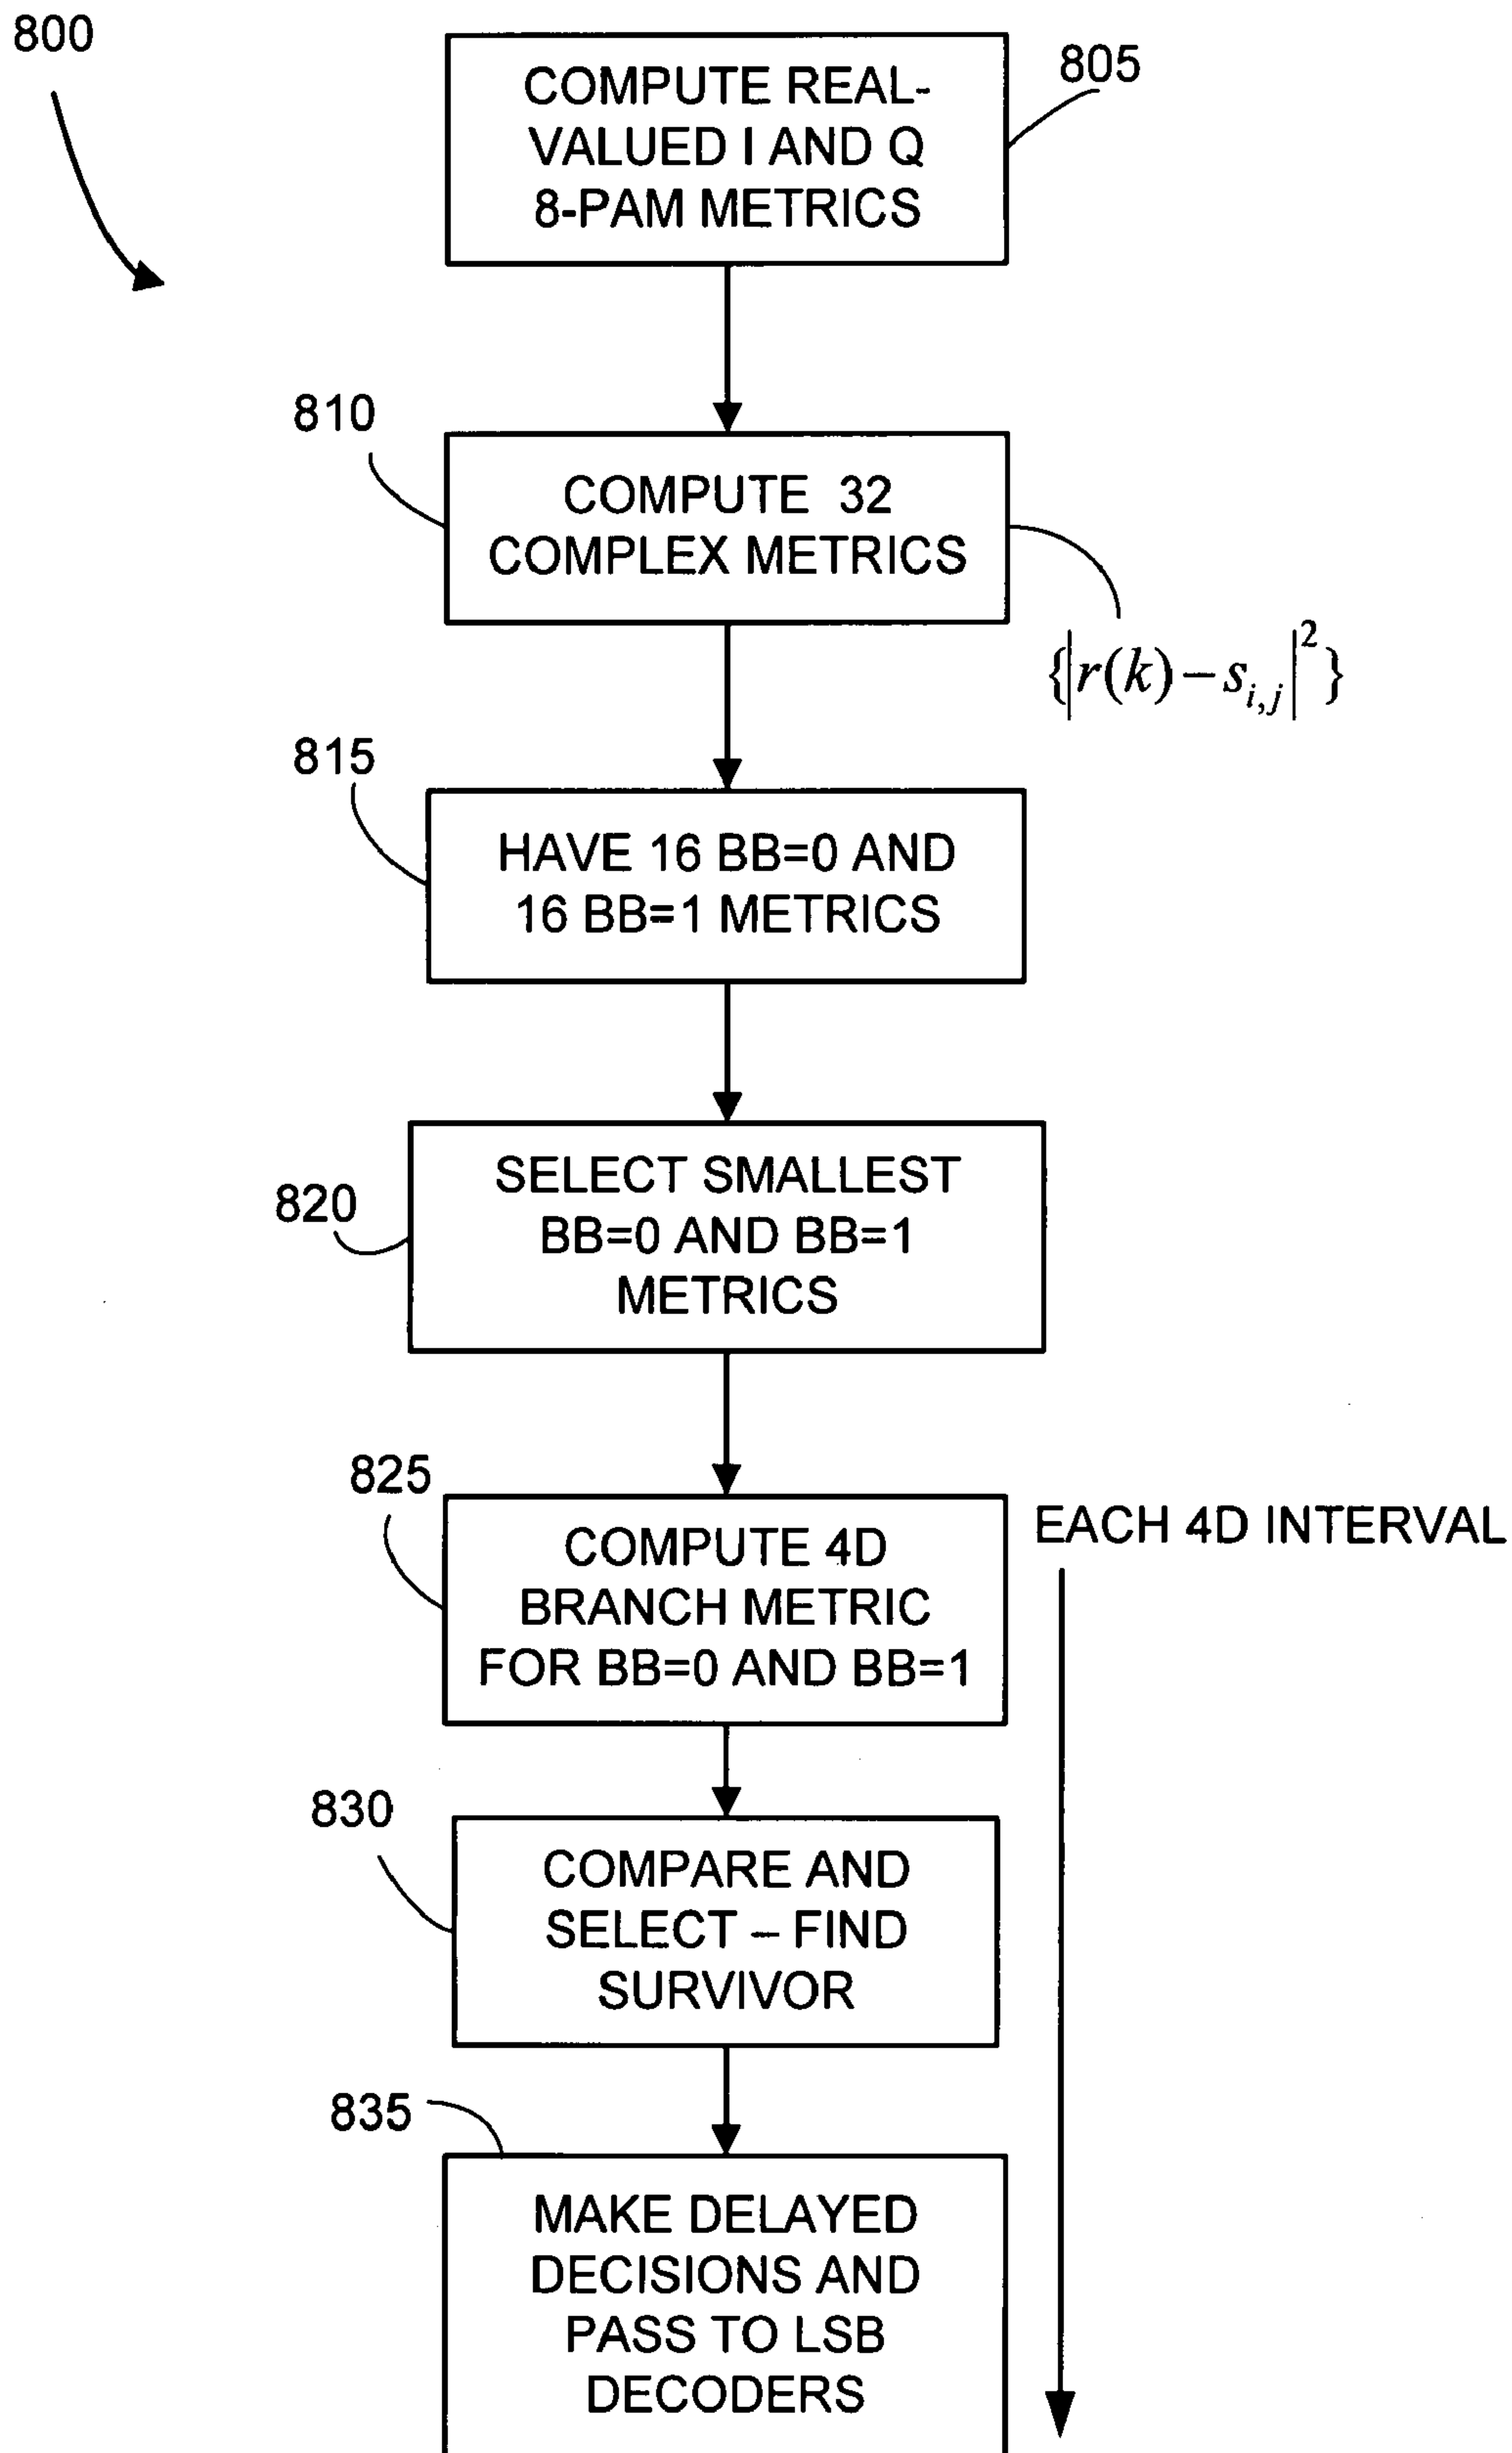 800
COMPUTE REAL-
VALUED I AND Q
8-PAM METRICS
805
810
COMPUTE 32
COMPLEX METRICS
{|r(k)−s_{i,j}|^2}
815
HAVE 16 BB=0 AND
16 BB=1 METRICS
820
SELECT SMALLEST
BB=0 AND BB=1
METRICS
825
COMPUTE 4D
BRANCH METRIC
FOR BB=0 AND BB=1
EACH 4D INTERVAL
830
COMPARE AND
SELECT – FIND
SURVIVOR
835
MAKE DELAYED
DECISIONS AND
PASS TO LSB
DECODERS